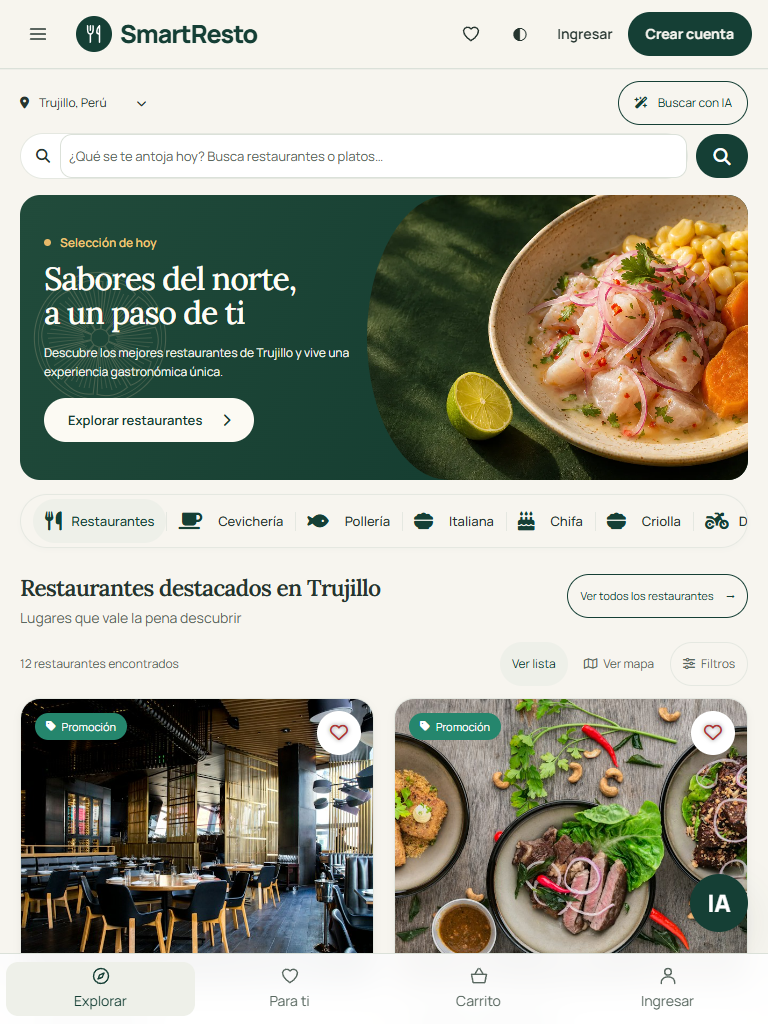 SmartResto
Ingresar
Crear cuenta
Trujillo, Perú
Buscar con IA
¿Qué se te antoja hoy? Busca restaurantes o platos...
Selección de hoy
Sabores del norte,
a un paso de ti
Descubre los mejores restaurantes de Trujillo y vive una
experiencia gastronómica única.
Explorar restaurantes
Restaurantes
Cevichería
Pollería
Italiana
Chifa
Criolla
D
Restaurantes destacados en Trujillo
Ver todos los restaurantes →
Lugares que vale la pena descubrir
12 restaurantes encontrados
Ver lista
Ver mapa
Filtros
Promoción
Promoción
IA
Explorar
Para ti
Carrito
Ingresar